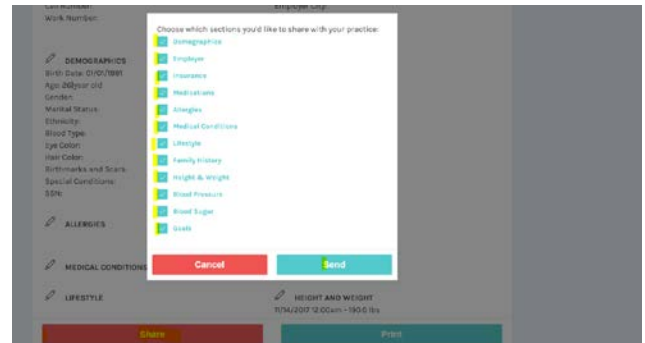 Cell Number:
Employer City:
Work Number:
Choose which sections you'd like to share with your practice:
Demographics
Employer
Insurance
Medications
Allergies
Medical Conditions
Lifestyle
Family History
Height & Weight
Blood Pressure
Blood Sugar
Goals
Cancel
Send
DEMOGRAPHICS
Birth Date: 01/01/1991
Age: 26year old
Gender:
Marital Status:
Ethnicity:
Blood Type:
Eye Color:
Hair Color:
Birthmarks and Scars:
Special Conditions:
SSN:
ALLERGIES
MEDICAL CONDITIONS
LIFESTYLE
HEIGHT AND WEIGHT
11/14/2017 12:00am - 190.6 lbs
Share
Print